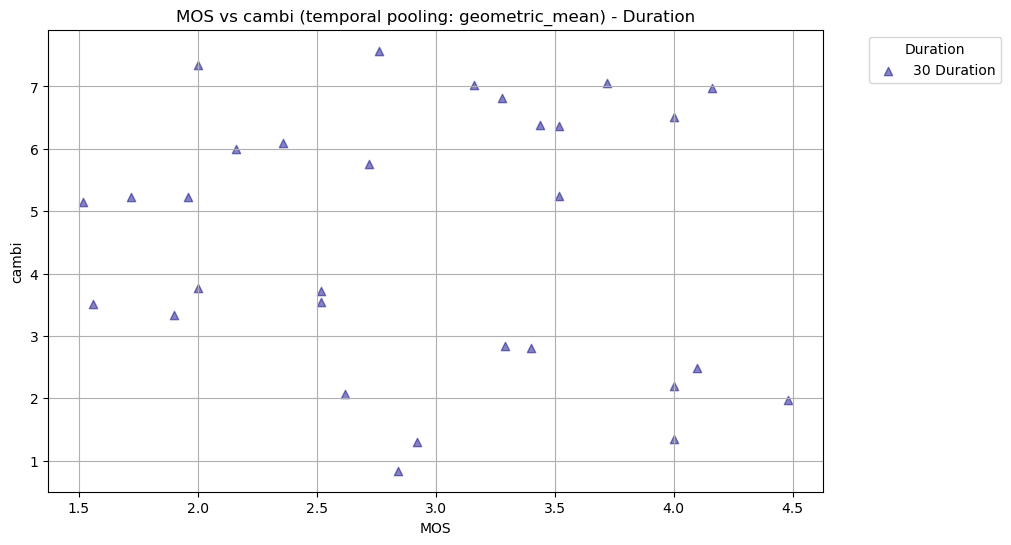 MOS vs cambi (temporal pooling: geometric_mean) - Duration
Duration
30 Duration
cambi
7
6
5
4
3
2
1
1.5 2.0 2.5 3.0 3.5 4.0 4.5
MOS